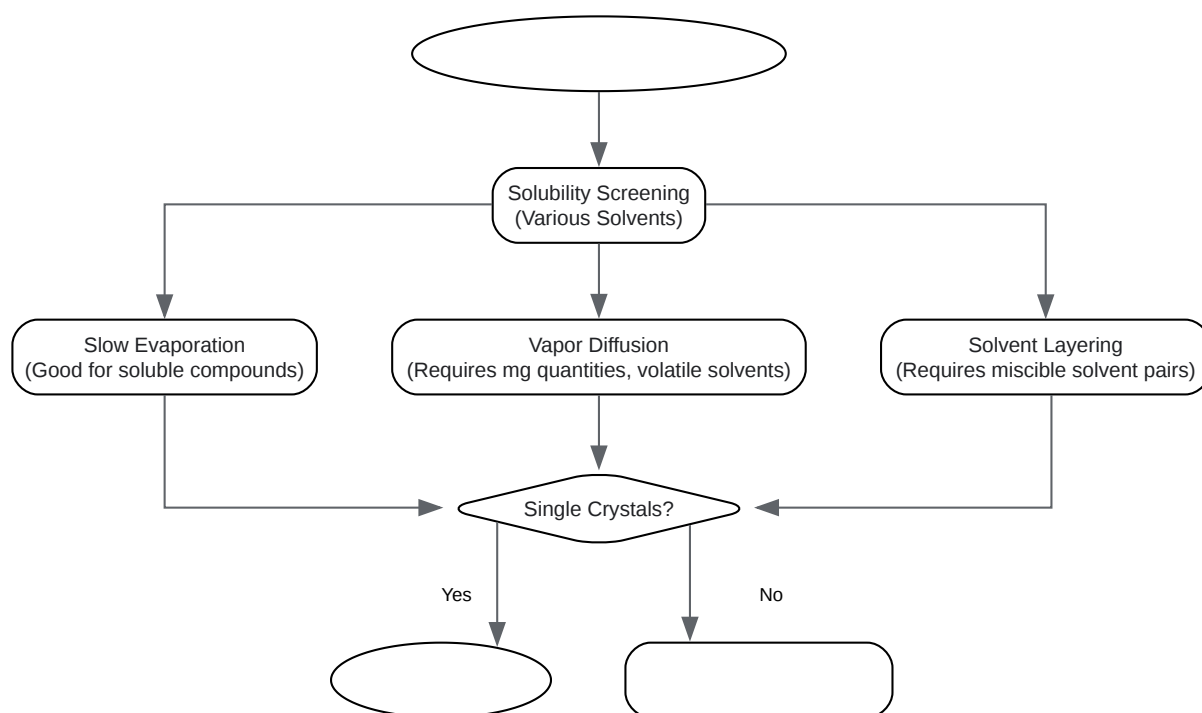 Solubility Screening
(Various Solvents)
Slow Evaporation
(Good for soluble compounds)
Vapor Diffusion
(Requires mg quantities, volatile solvents)
Solvent Layering
(Requires miscible solvent pairs)
Single Crystals?
Yes
No